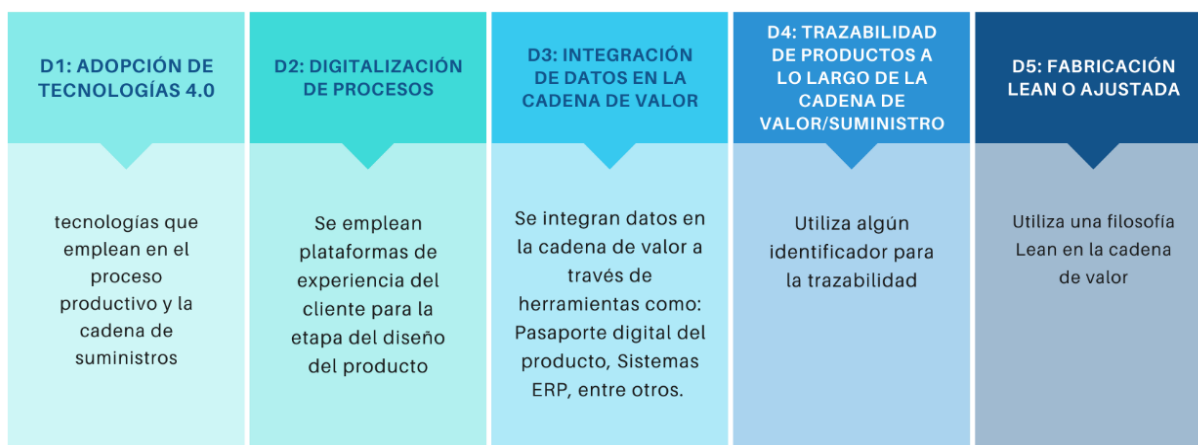 D1: ADOPCIÓN DE
TECNOLOGÍAS 4.0
tecnologías que
emplean en el
proceso
productivo y la
cadena de
suministros
D2: DIGITALIZACIÓN
DE PROCESOS
Se emplean
plataformas de
experiencia del
cliente para la
etapa del diseño
del producto
D3: INTEGRACIÓN
DE DATOS EN LA
CADENA DE VALOR
Se integran datos en
la cadena de valor a
través de
herramientas como:
Pasaporte digital del
producto, Sistemas
ERP, entre otros.
D4: TRAZABILIDAD
DE PRODUCTOS A
LO LARGO DE LA
CADENA DE
VALOR/SUMINISTRO
Utiliza algún
identificador para
la trazabilidad
D5: FABRICACIÓN
LEAN O AJUSTADA
Utiliza una filosofía
Lean en la cadena
de valor